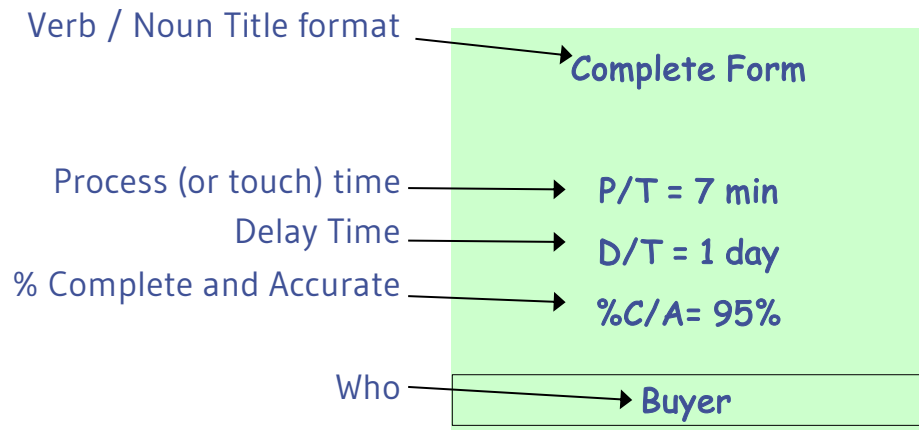 Verb / Noun Title format
Complete Form
Process (or touch) time
P/T = 7 min
Delay Time
D/T = 1 day
% Complete and Accurate
%C/A= 95%
Who
Buyer